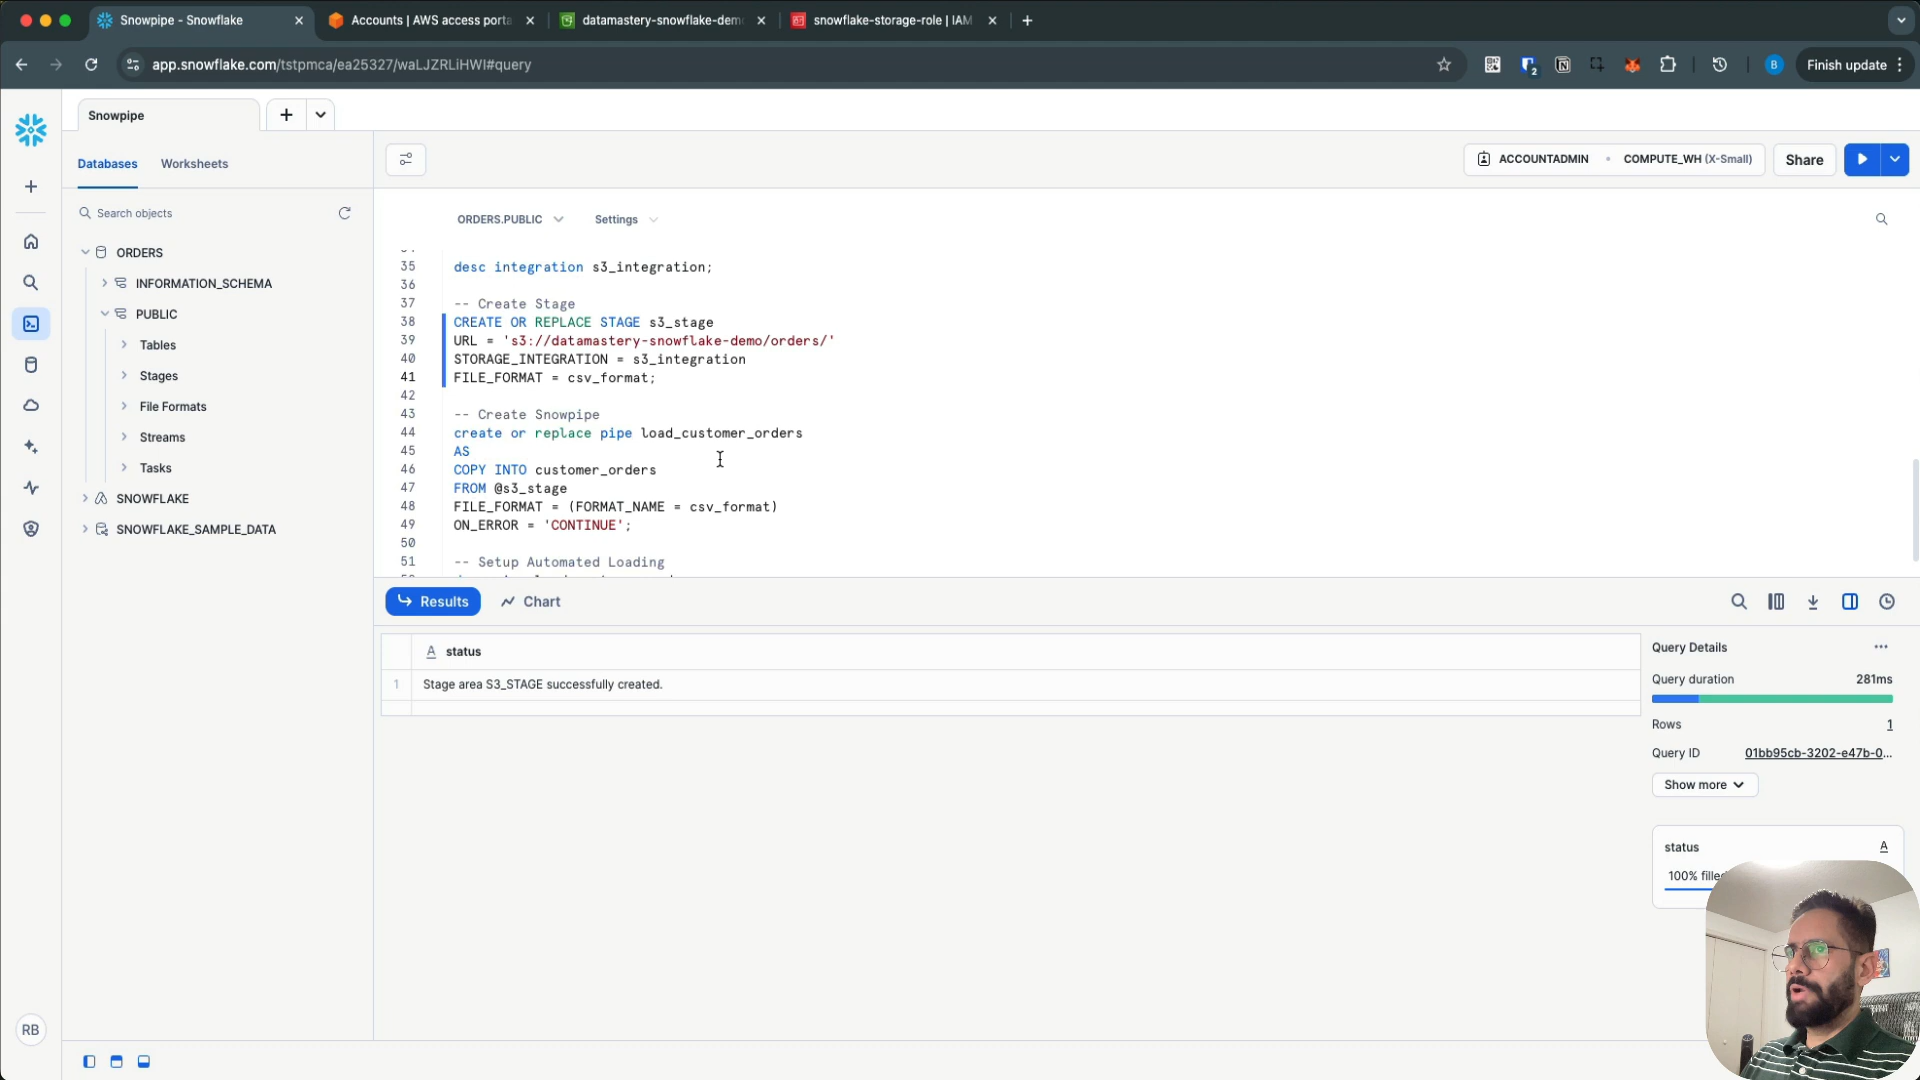 Snowpipe - Snowflake
Accounts | AWS access porta
datamastery-snowflake-dem
snowflake-storage-role | IAM
app.snowflake.com/tstpmca/ea25327/waLJZRLiHWI#query
2
B
Finish update
Snowpipe
Databases
Worksheets
ACCOUNTADMIN
COMPUTE_WH (X-Small)
Share
Search objects
ORDERS.PUBLIC
Settings
ORDERS
INFORMATION_SCHEMA
PUBLIC
Tables
Stages
File Formats
Streams
Tasks
SNOWFLAKE
SNOWFLAKE_SAMPLE_DATA
35 desc integration s3_integration;
36
37 -- Create Stage
38 CREATE OR REPLACE STAGE s3_stage
39 URL = 's3://datamastery-snowflake-demo/orders/'
40 STORAGE_INTEGRATION = s3_integration
41 FILE_FORMAT = csv_format;
42
43 -- Create Snowpipe
44 create or replace pipe load_customer_orders
45 AS
46 COPY INTO customer_orders
47 FROM @s3_stage
48 FILE_FORMAT = (FORMAT_NAME = csv_format)
49 ON_ERROR = 'CONTINUE';
50
51 -- Setup Automated Loading
Results
Chart
A status
1 Stage area S3_STAGE successfully created.
Query Details
Query duration 281ms
Rows 1
Query ID 01bb95cb-3202-e47b-0...
Show more
status A
100% filled
RB